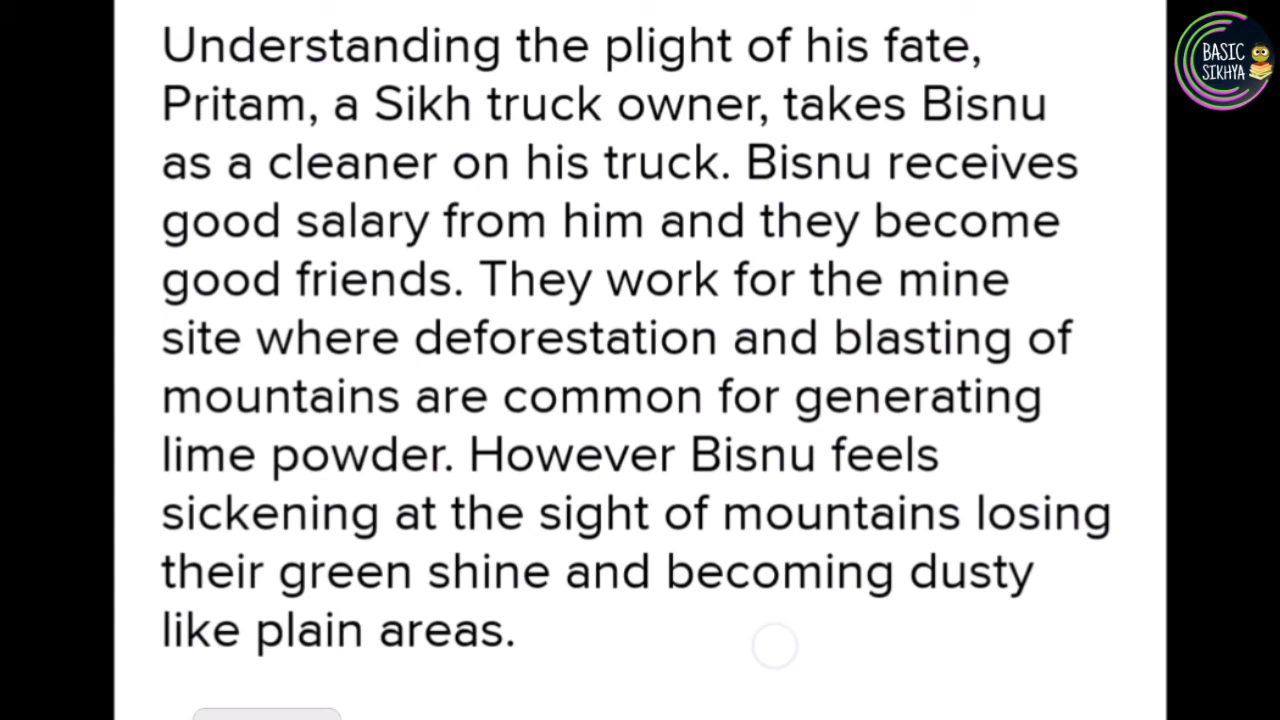 Understanding the plight of his fate,
Pritam, a Sikh truck owner, takes Bisnu
as a cleaner on his truck. Bisnu receives
good salary from him and they become
good friends. They work for the mine
site where deforestation and blasting of
mountains are common for generating
lime powder. However Bisnu feels
sickening at the sight of mountains losing
their green shine and becoming dusty
like plain areas.
BASIC
SIKHYA